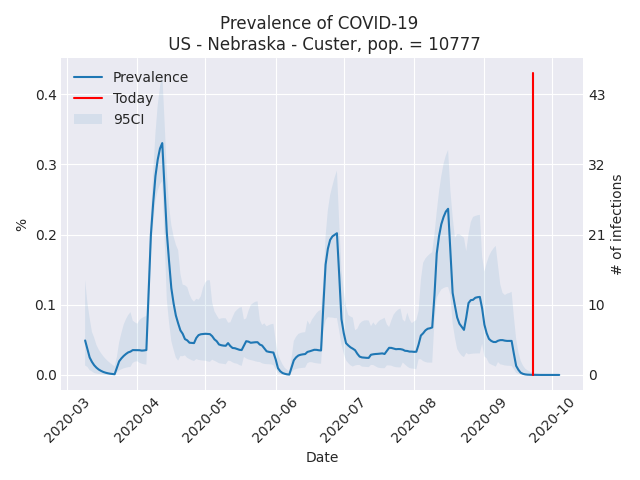 Prevalence of COVID-19
US - Nebraska - Custer, pop. = 10777
Prevalence
Today
95CI
0.4
0.3
0.2
0.1
0.0
%
43
32
21
10
0
# of infections
2020-03
2020-04
2020-05
2020-06
2020-07
2020-08
2020-09
2020-10
Date